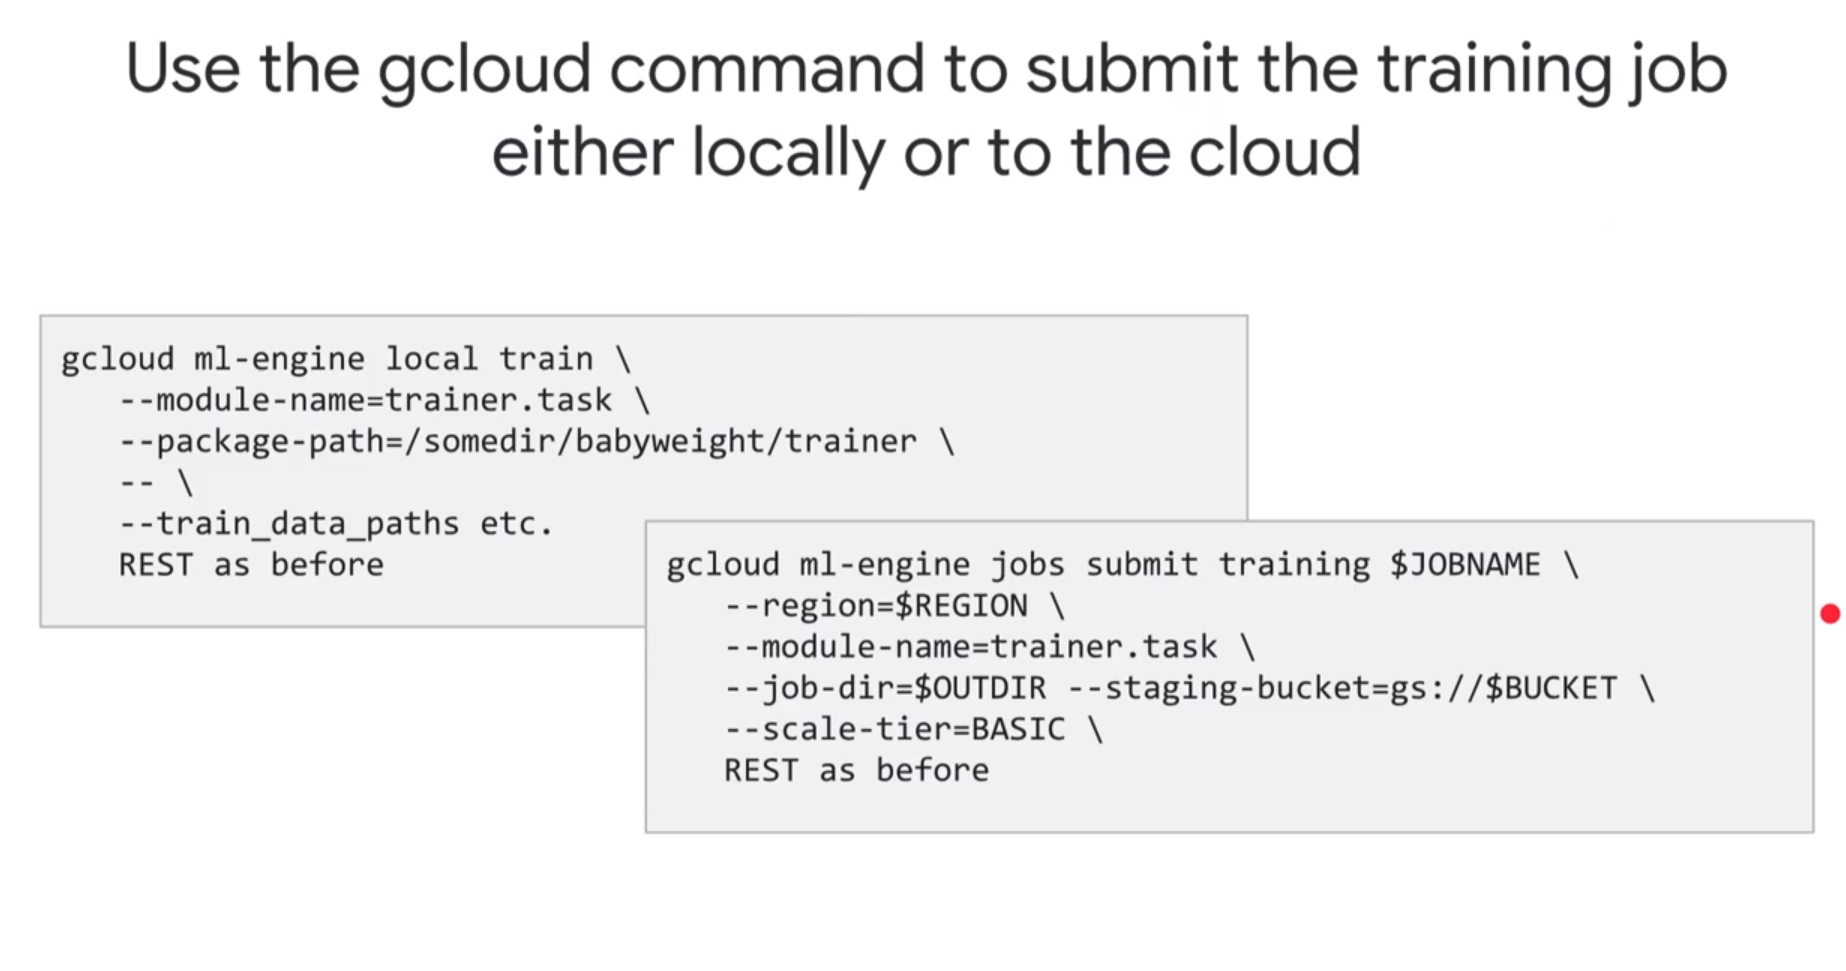 Use the gcloud command to submit the training job
either locally or to the cloud
gcloud ml-engine local train \
--module-name=trainer.task \
--package-path=/somedir/babyweight/trainer \
-- \
--train_data_paths etc.
REST as before
gcloud ml-engine jobs submit training $JOBNAME \
--region=$REGION \
--module-name=trainer.task \
--job-dir=$OUTDIR --staging-bucket=gs://$BUCKET \
--scale-tier=BASIC \
REST as before